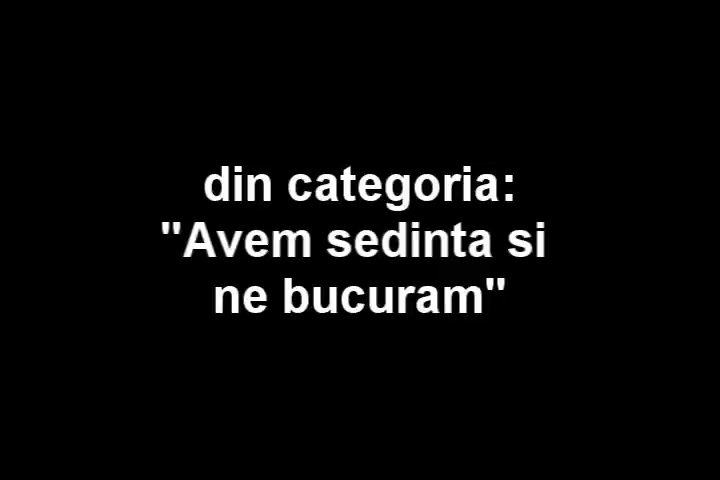 din categoria:
"Avem sedinta si
ne bucuram"